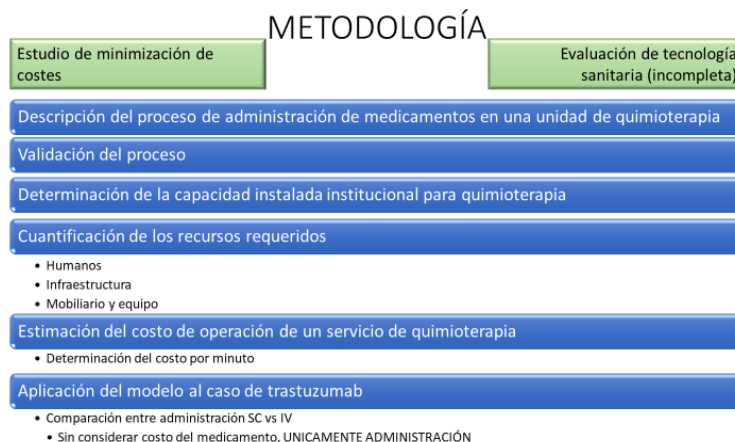 METODOLOGÍA
Estudio de minimización de
costes
Evaluación de tecnología
sanitaria (incompleta)
Descripción del proceso de administración de medicamentos en una unidad de quimioterapia
Validación del proceso
Determinación de la capacidad instalada institucional para quimioterapia
Cuantificación de los recursos requeridos
• Humanos
• Infraestructura
• Mobiliario y equipo
Estimación del costo de operación de un servicio de quimioterapia
• Determinación del costo por minuto
Aplicación del modelo al caso de trastuzumab
• Comparación entre administración SC vs IV
• Sin considerar costo del medicamento, UNICAMENTE ADMINISTRACIÓN